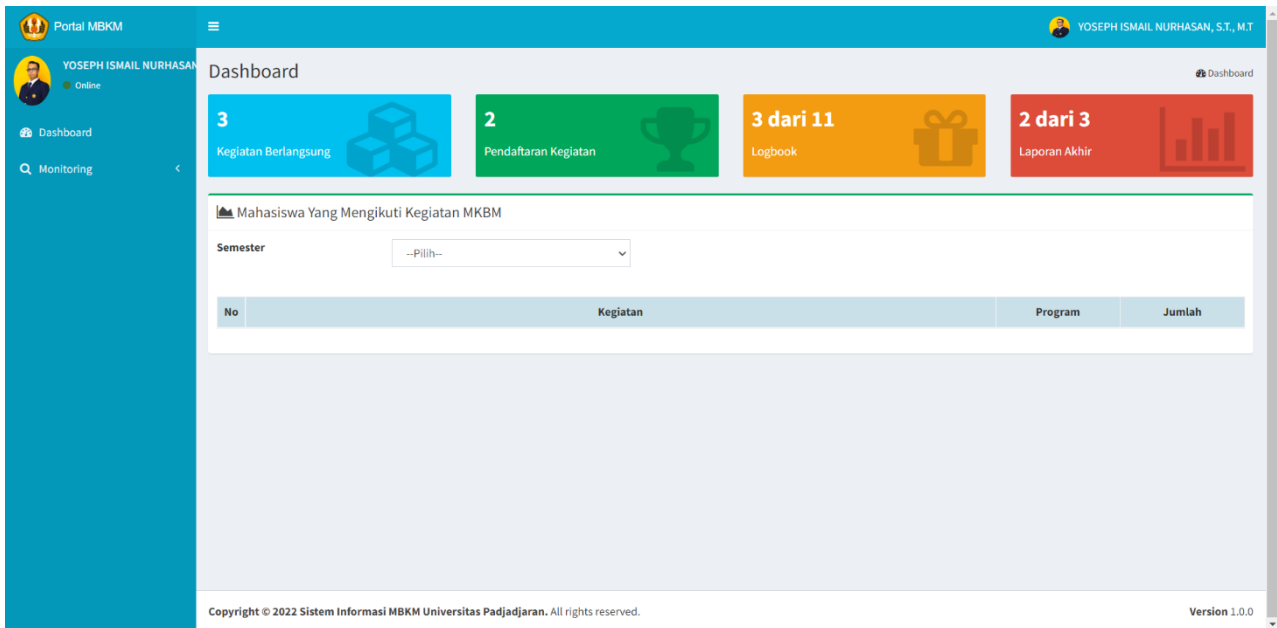 Portal MBKM
YOSEPH ISMAIL NURHASAN, S.T., M.T
YOSEPH ISMAIL NURHASAN
Online
Dashboard
Monitoring
Dashboard
Dashboard
3
Kegiatan Berlangsung
2
Pendaftaran Kegiatan
3 dari 11
Logbook
2 dari 3
Laporan Akhir
Mahasiswa Yang Mengikuti Kegiatan MKBM
Semester
--Pilih--
No Kegiatan Program Jumlah
Copyright © 2022 Sistem Informasi MBKM Universitas Padjadjaran. All rights reserved.
Version 1.0.0